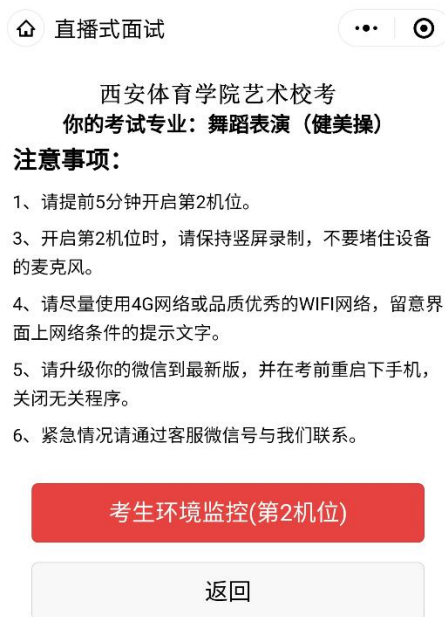 直播式面试
西安体育学院艺术校考
你的考试专业：舞蹈表演（健美操）
注意事项：
1、请提前5分钟开启第2机位。
3、开启第2机位时，请保持竖屏录制，不要堵住设备
的麦克风。
4、请尽量使用4G网络或品质优秀的WIFI网络，留意界
面上网络条件的提示文字。
5、请升级你的微信到最新版，并在考前重启下手机，
关闭无关程序。
6、紧急情况请通过客服微信号与我们联系。
考生环境监控(第2机位)
返回